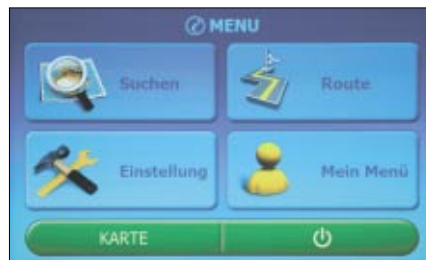 MENU
Suchen
Route
Einstellung
Mein Menü
KARTE